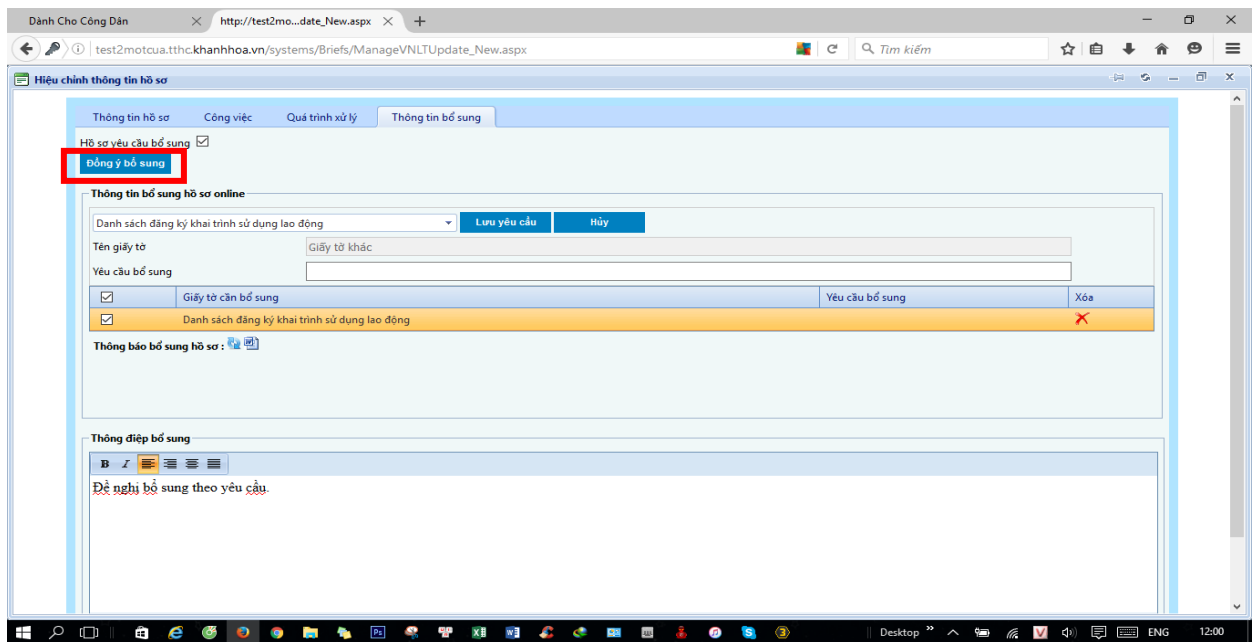 Dành Cho Công Dân
http://test2mo...date_New.aspx
test2motcua.tthc.khanhhoa.vn/systems/Briefs/ManageVNLTUpdate_New.aspx
Tìm kiếm
Hiệu chỉnh thông tin hồ sơ
Thông tin hồ sơ Công việc Quá trình xử lý Thông tin bổ sung
Hồ sơ yêu cầu bổ sung
Đồng ý bổ sung
Thông tin bổ sung hồ sơ online
Danh sách đăng ký khai trình sử dụng lao động Lưu yêu cầu Hủy
Tên giấy tờ Giấy tờ khác
Yêu cầu bổ sung
Giấy tờ cần bổ sung Yêu cầu bổ sung Xóa
Danh sách đăng ký khai trình sử dụng lao động
Thông báo bổ sung hồ sơ :
Thông điệp bổ sung
B I
Đề nghị bổ sung theo yêu cầu.
Desktop ENG 12:00